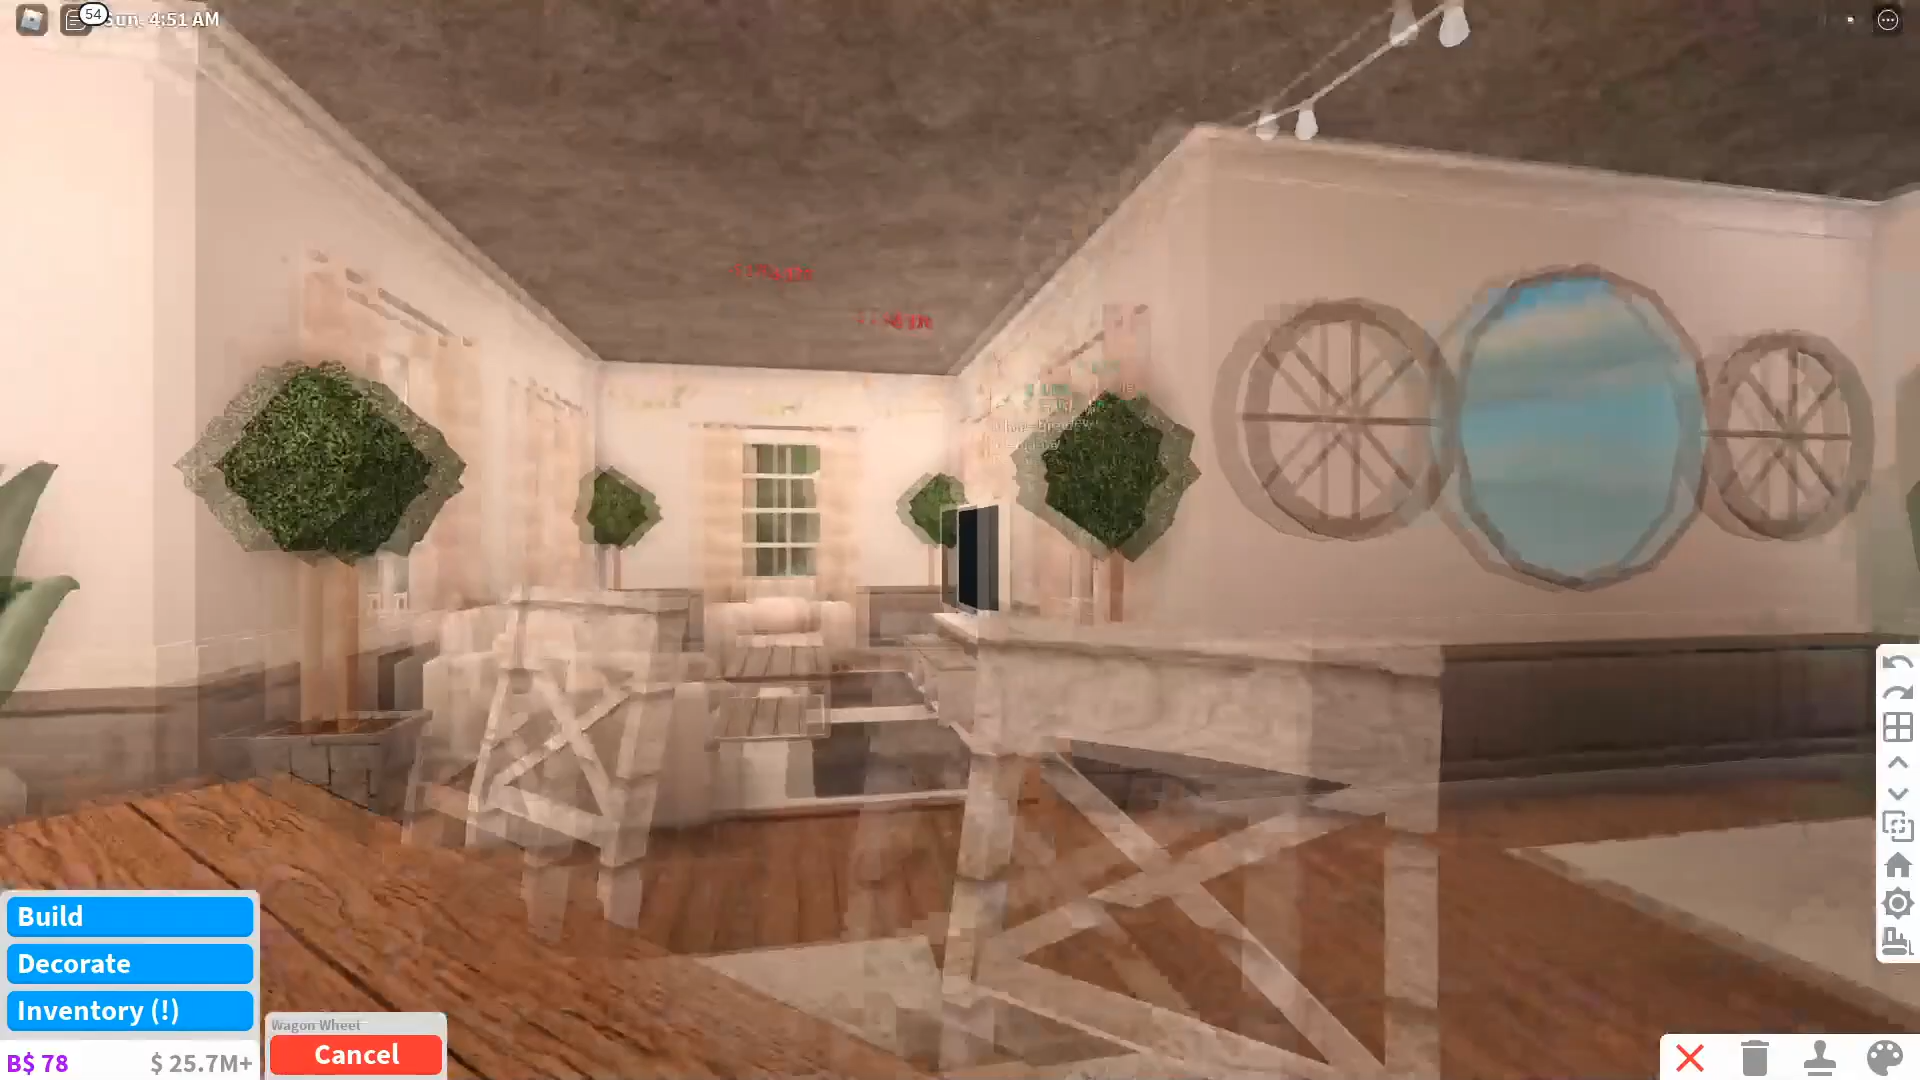 54
Sun. 4:51 AM
Build
Decorate
Inventory (!)
B$ 78
$ 25.7M+
Wagon Wheel
Cancel